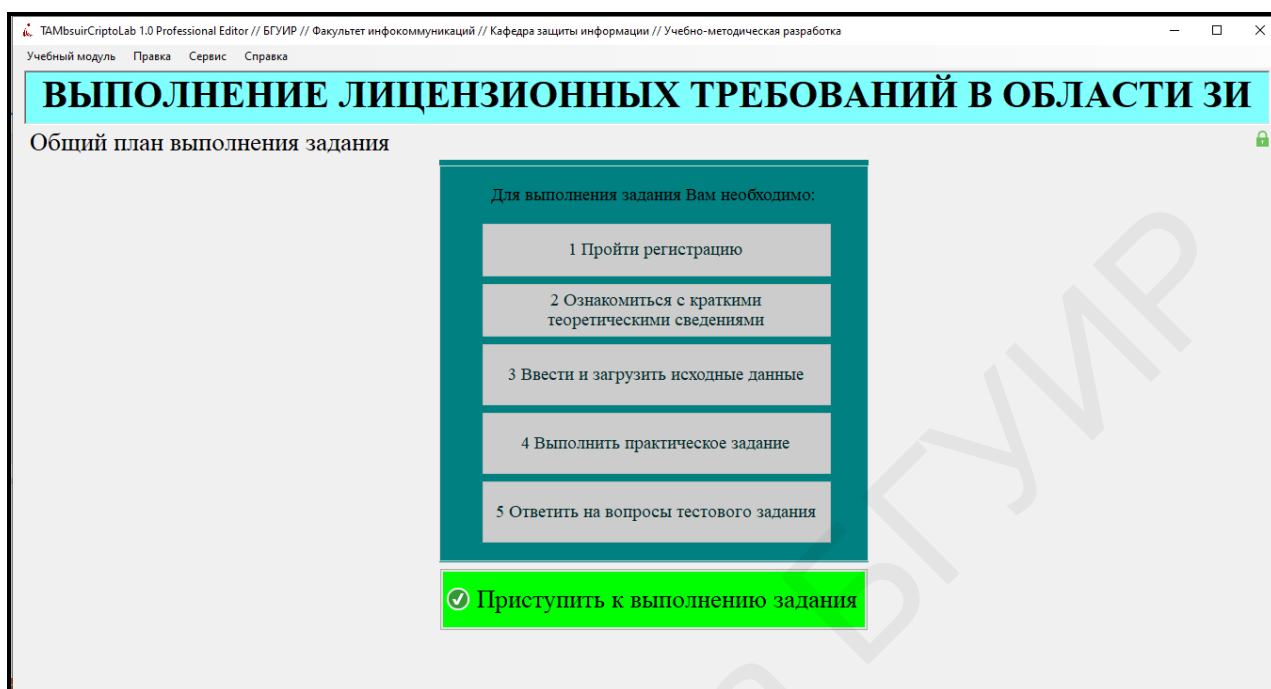 TAMbsuirCriptoLab 1.0 Professional Editor // БГУИР // Факультет инфокоммуникаций // Кафедра защиты информации // Учебно-методическая разработка
Учебный модуль Правка Сервис Справка
ВЫПОЛНЕНИЕ ЛИЦЕНЗИОННЫХ ТРЕБОВАНИЙ В ОБЛАСТИ ЗИ
Общий план выполнения задания
Для выполнения задания Вам необходимо:
1 Пройти регистрацию
2 Ознакомиться с краткими
теоретическими сведениями
3 Ввести и загрузить исходные данные
4 Выполнить практическое задание
5 Ответить на вопросы тестового задания
Приступить к выполнению задания
БГУИР